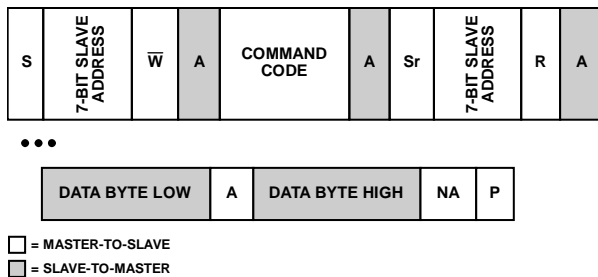 S
7-BIT SLAVE
ADDRESS
W̅
A
COMMAND
CODE
A
Sr
7-BIT SLAVE
ADDRESS
R
A
•••
DATA BYTE LOW
A
DATA BYTE HIGH
NA
P
= MASTER-TO-SLAVE
= SLAVE-TO-MASTER